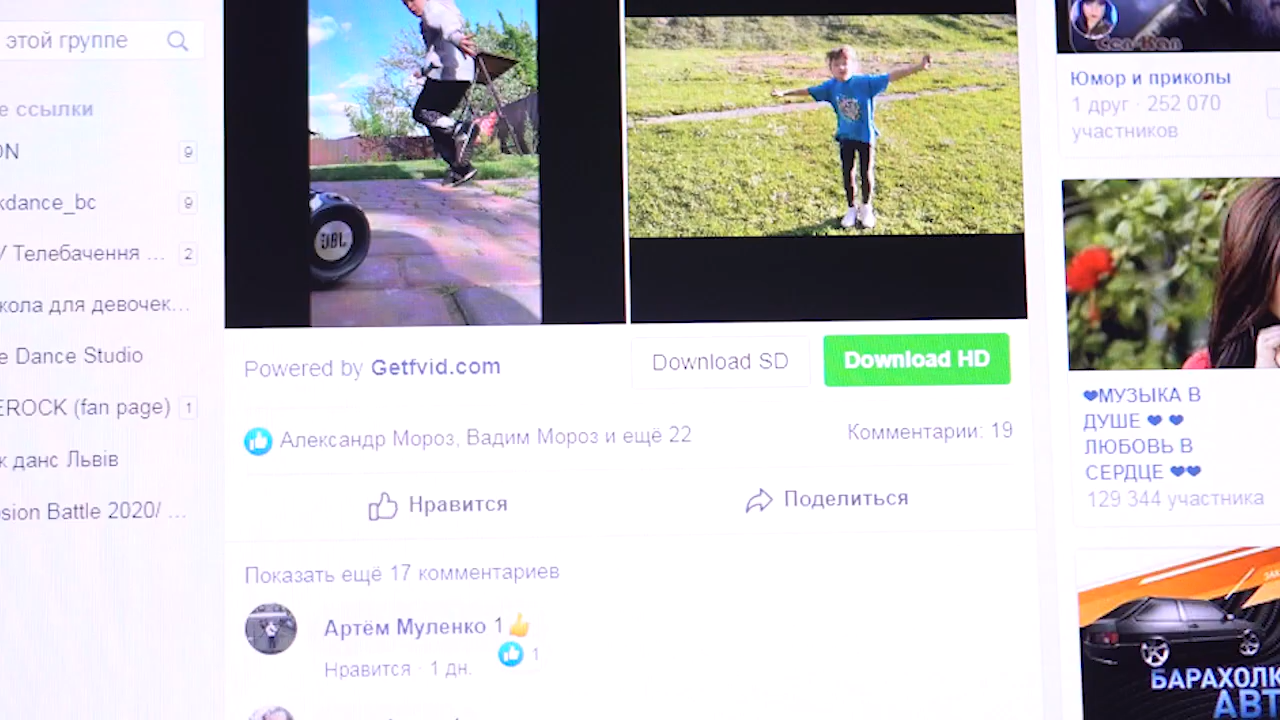 этой группе
е ссылки
ON
9
kdance_bc
9
/ Телебачення ...
2
кола для девочек...
e Dance Studio
EROCK (fan page)
1
к данс Львів
sion Battle 2020/ ...
JBL
Powered by Getfvid.com
Download SD
Download HD
Александр Мороз, Вадим Мороз и ещё 22
Комментарии: 19
Нравится
Поделиться
Показать ещё 17 комментариев
Артём Муленко 1👍
Нравится · 1 дн.
1
Юмор и приколы
1 друг · 252 070
участников
❤МУЗЫКА В
ДУШЕ ❤ ❤
ЛЮБОВЬ В
СЕРДЦЕ ❤❤
129 344 участника
БАРАХОЛК
АВТ